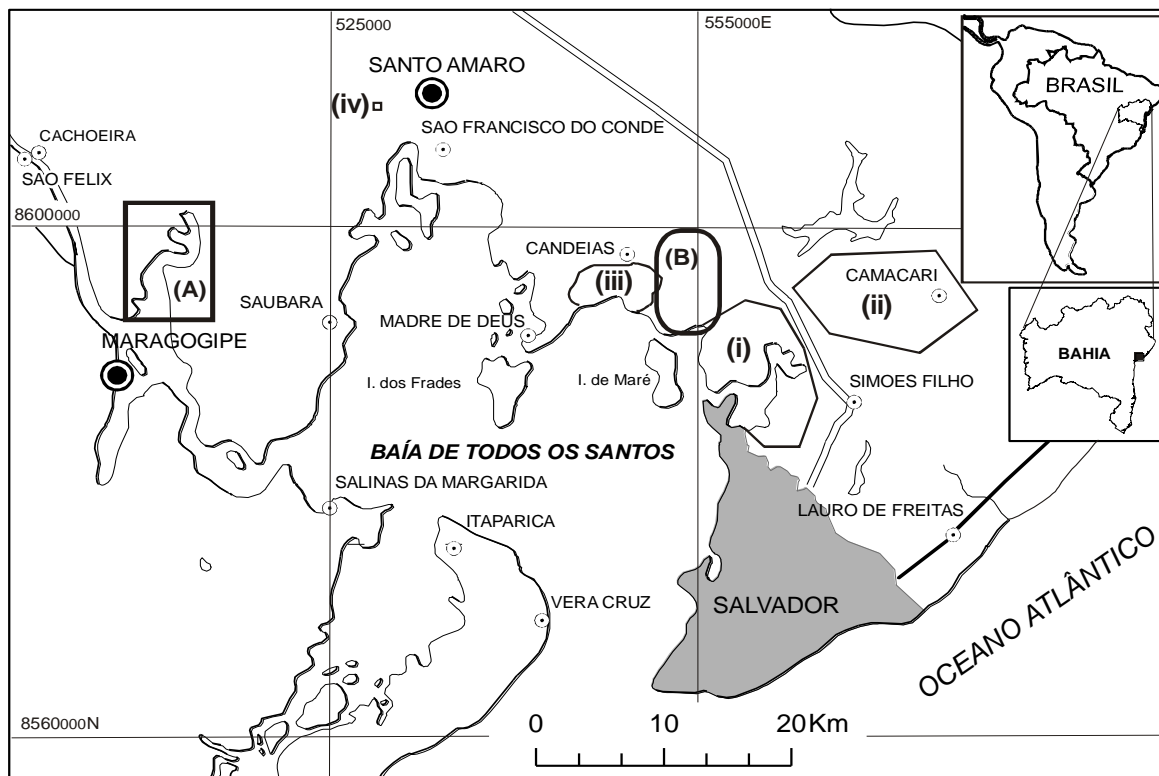 525000
555000E
SANTO AMARO
(iv)
SAO FRANCISCO DO CONDE
CACHOEIRA
SAO FELIX
BRASIL
8600000
(A)
CANDEIAS
(B)
(iii)
CAMACARI
(ii)
SAUBARA
MADRE DE DEUS
MARAGOGIPE
(i)
BAHIA
I. dos Frades
I. de Maré
SIMOES FILHO
BAÍA DE TODOS OS SANTOS
SALINAS DA MARGARIDA
LAURO DE FREITAS
ITAPARICA
VERA CRUZ
SALVADOR
OCEANO ATLÂNTICO
8560000N
0 10 20Km